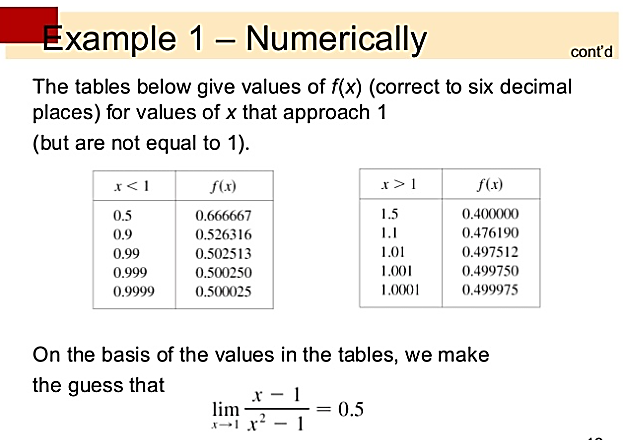 Example 1 – Numerically
cont'd
The tables below give values of f(x) (correct to six decimal
places) for values of x that approach 1
(but are not equal to 1).
x < 1 f(x)
0.5 0.666667
0.9 0.526316
0.99 0.502513
0.999 0.500250
0.9999 0.500025
x > 1 f(x)
1.5 0.400000
1.1 0.476190
1.01 0.497512
1.001 0.499750
1.0001 0.499975
On the basis of the values in the tables, we make
the guess that
lim x→1 (x − 1)/(x² − 1) = 0.5